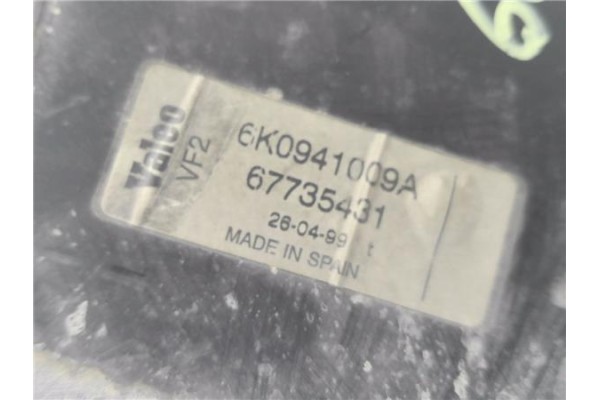 Valeo
VF2
6K0941009A
67735431
26-04-99 t
MADE IN SPAIN